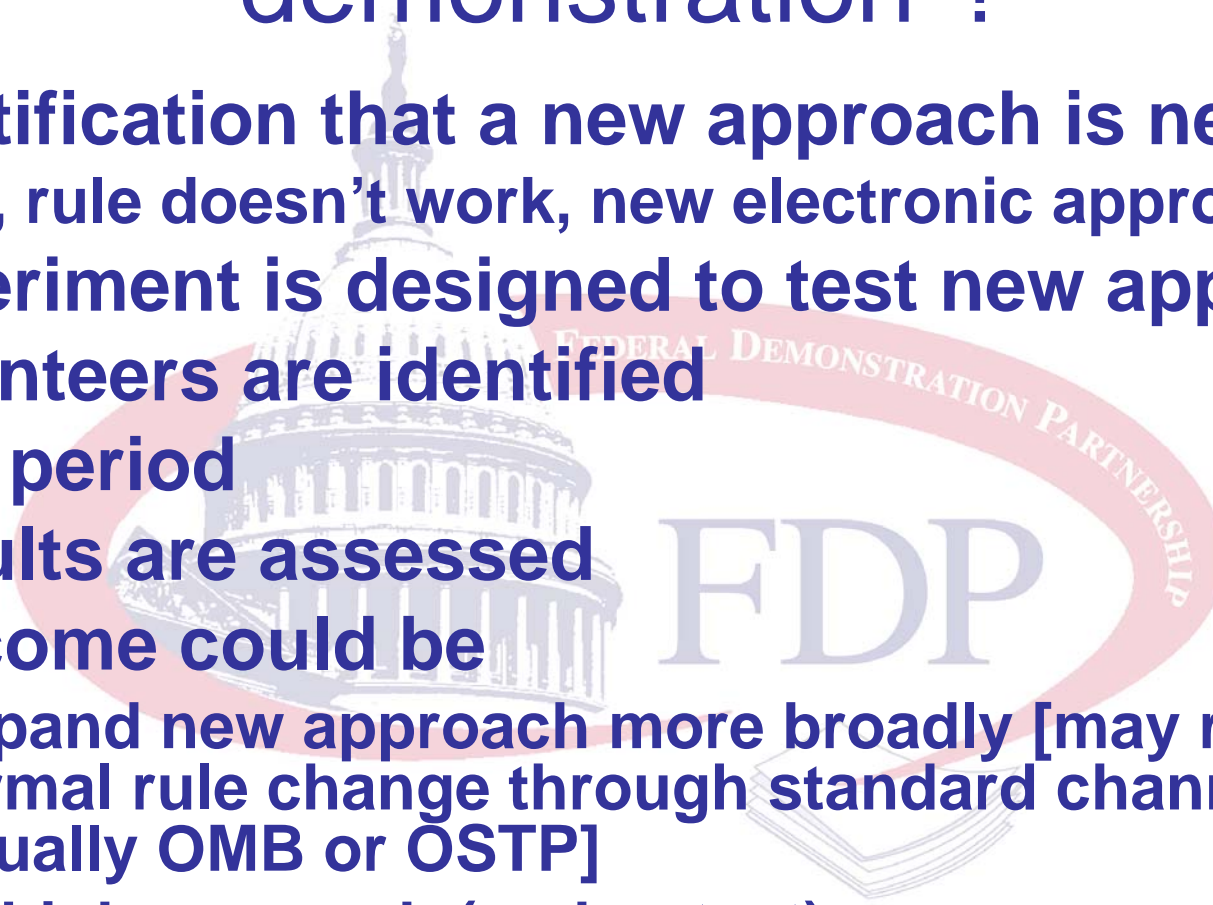 demonstration"?
tification that a new approach is ne
, rule doesn't work, new electronic appro
eriment is designed to test new app
nteers are identified
period
ults are assessed
come could be
pand new approach more broadly [may r
rmal rule change through standard chann
ually OMB or OSTP]
FEDERAL DEMONSTRATION PARTNERSHIP
FDP